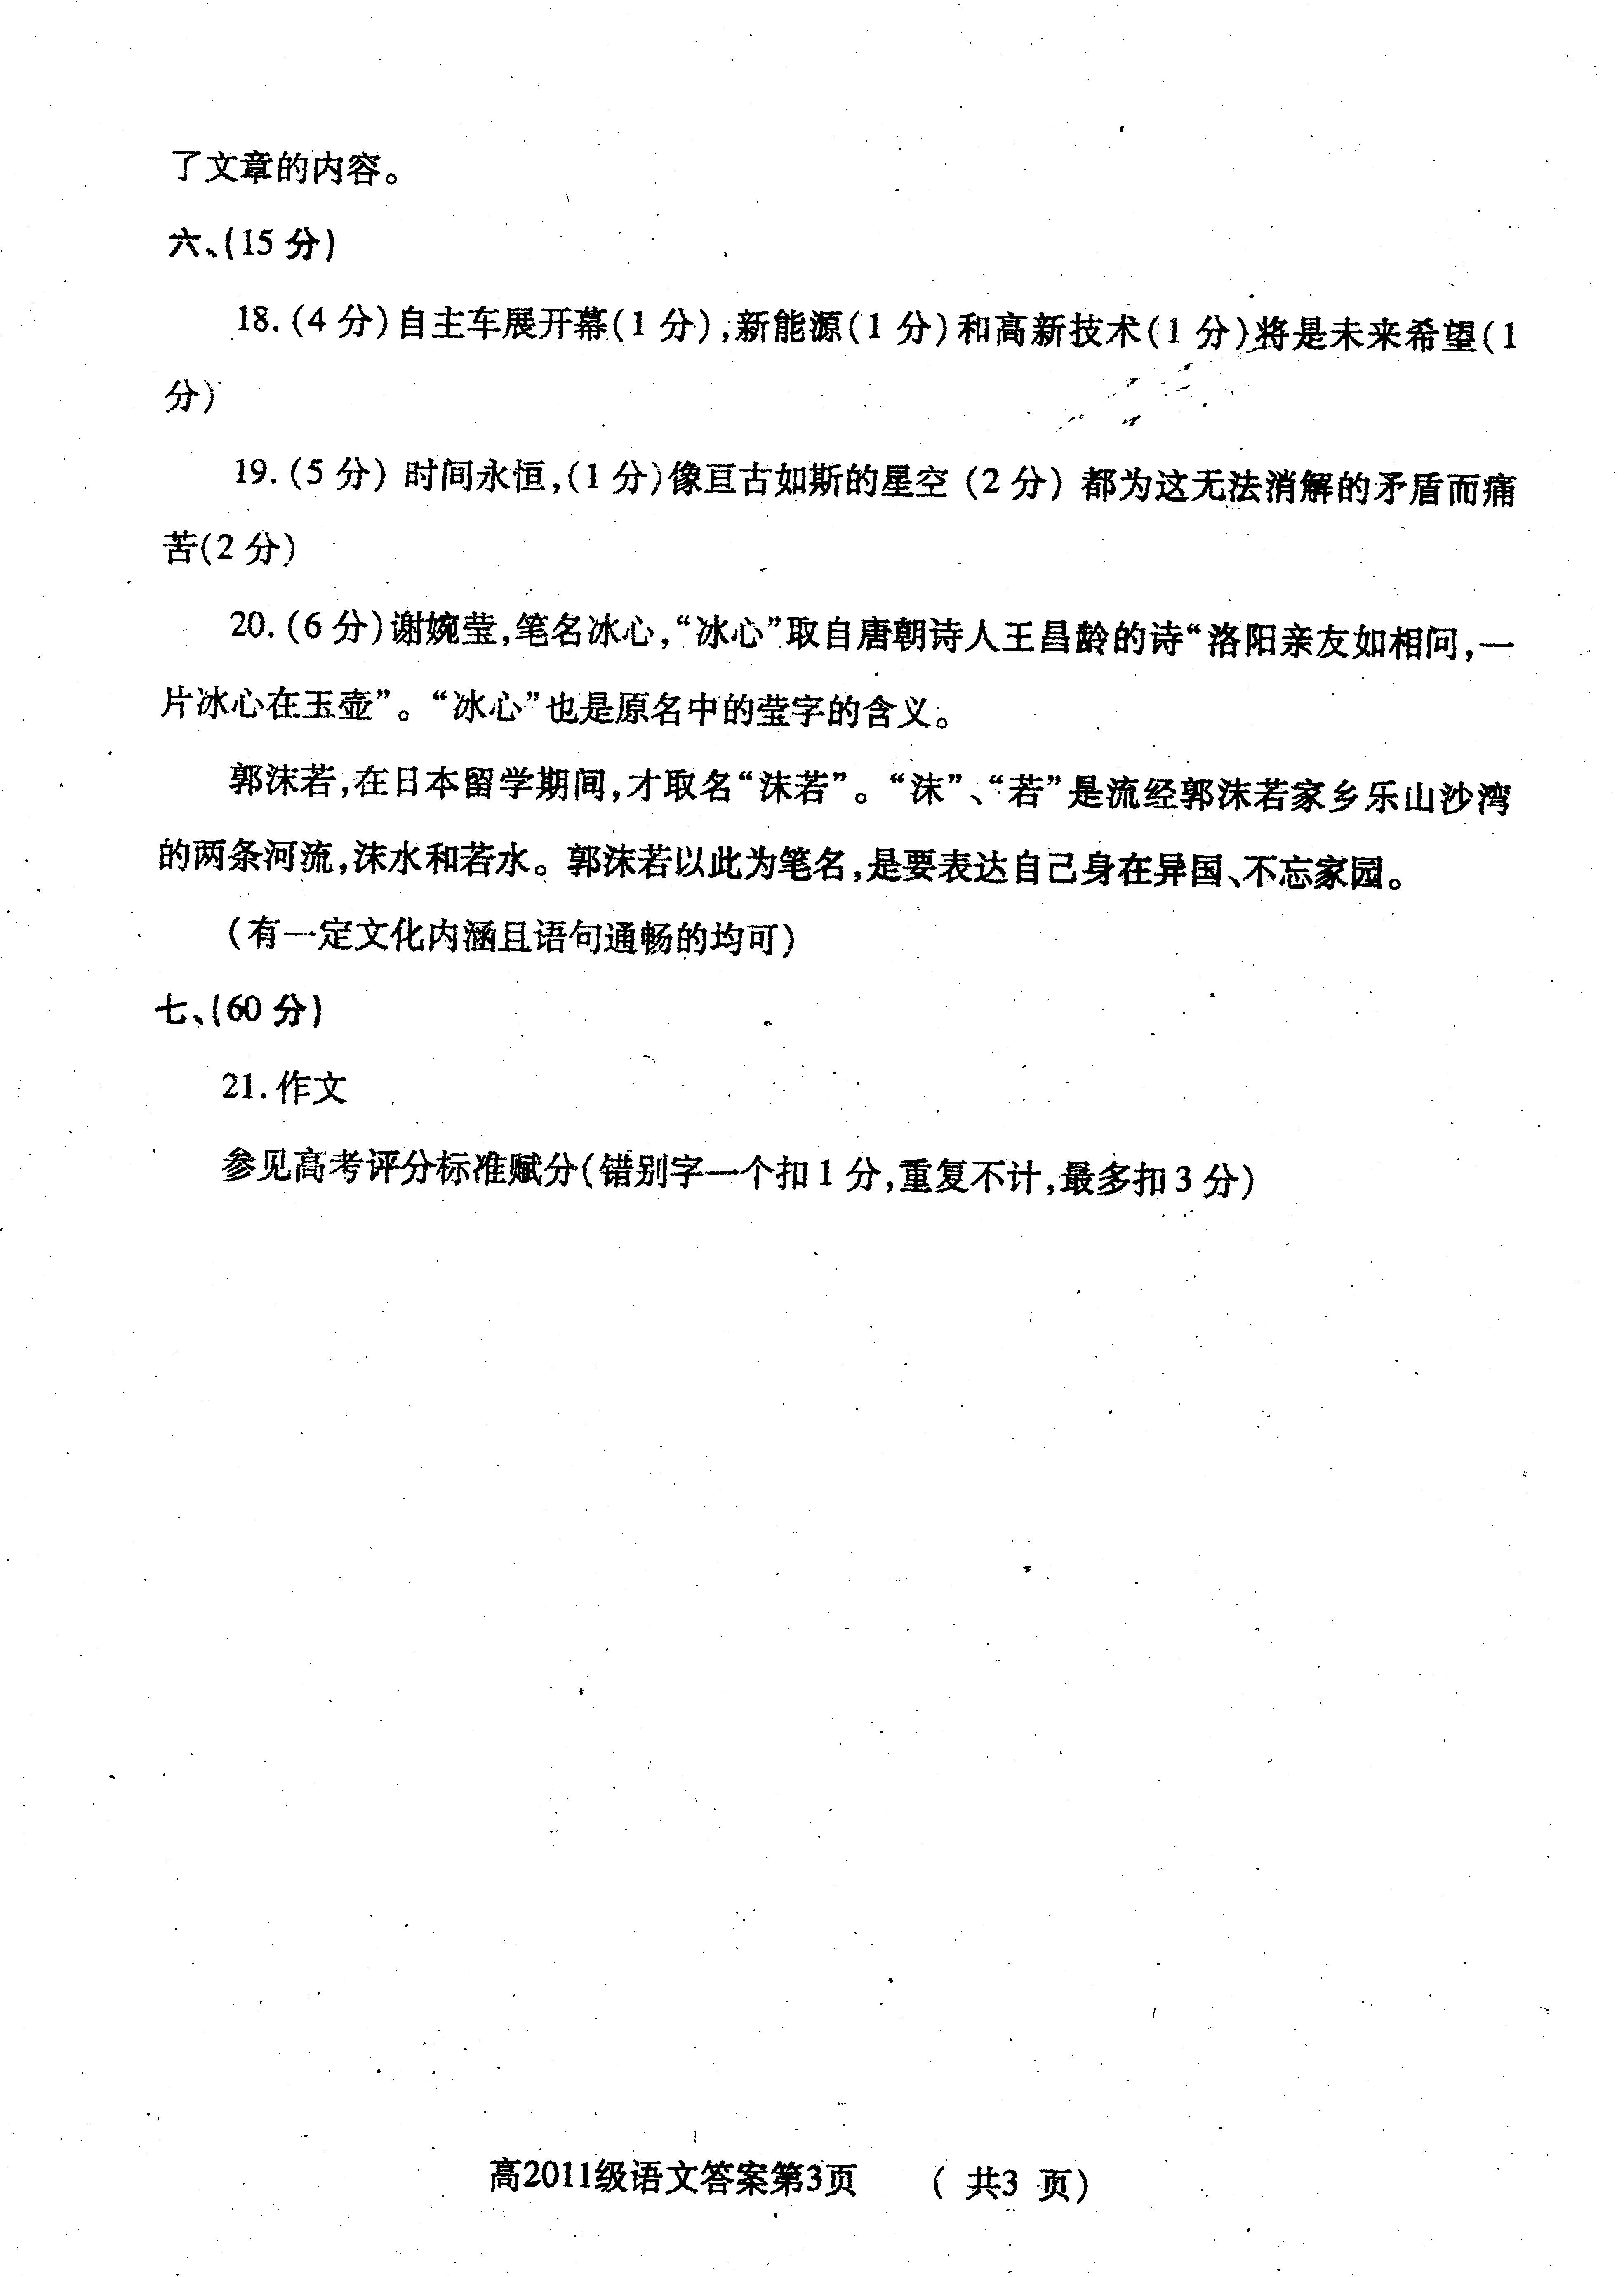 了文章的内容。
六、(15 分)
18. (4 分)自主车展开幕(1 分),新能源(1 分)和高新技术(1 分)将是未来希望(1
分)
19. (5 分) 时间永恒,(1 分)像亘古如斯的星空 (2 分) 都为这无法消解的矛盾而痛
苦(2 分)
20. (6 分)谢婉莹,笔名冰心,“冰心”取自唐朝诗人王昌龄的诗“洛阳亲友如相问,一
片冰心在玉壶”。“冰心”也是原名中的莹字的含义。
郭沫若,在日本留学期间,才取名“沫若”。“沫”、“若”是流经郭沫若家乡乐山沙湾
的两条河流,沫水和若水。郭沫若以此为笔名,是要表达自己身在异国、不忘家园。
(有一定文化内涵且语句通畅的均可)
七、(60 分)
21. 作文
参见高考评分标准赋分(错别字一个扣 1 分,重复不计,最多扣 3 分)
高2011级语文答案第3页 ( 共3 页)